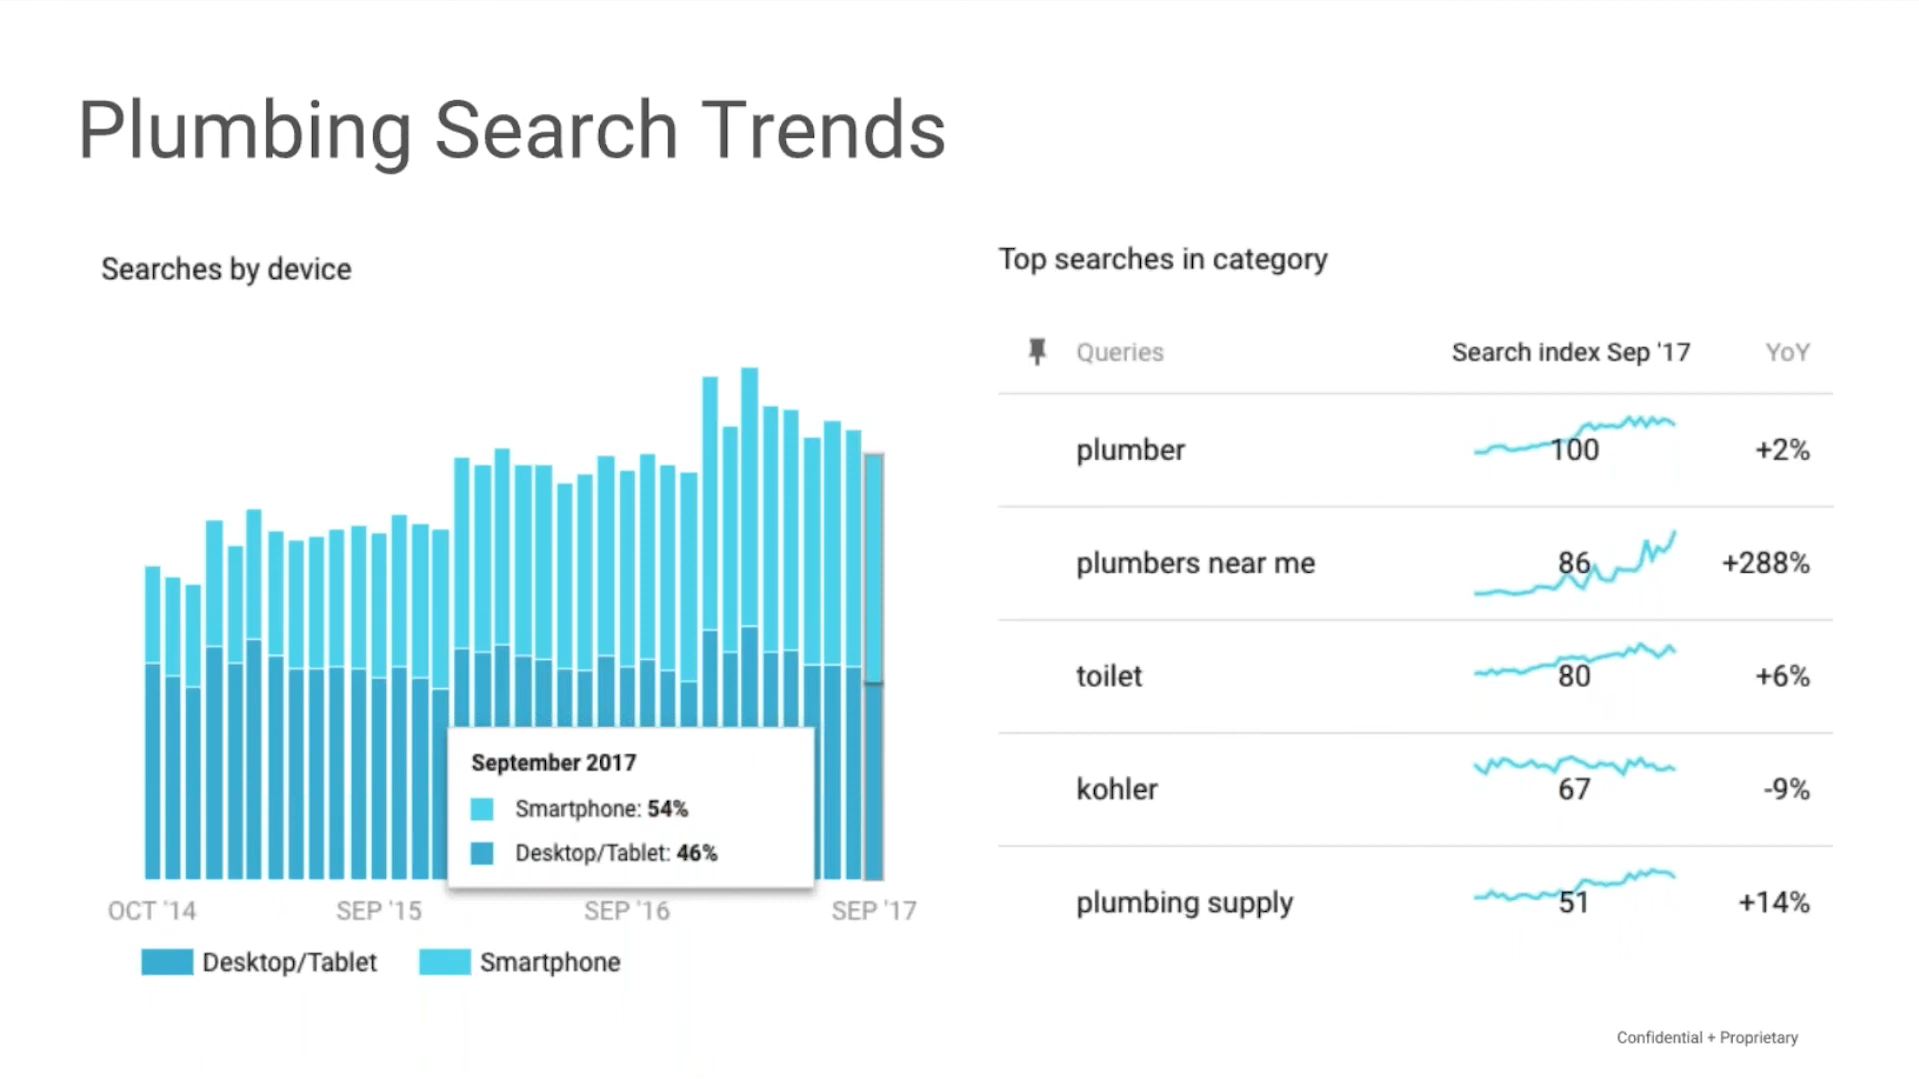 Plumbing Search Trends
Searches by device
September 2017
Smartphone: 54%
Desktop/Tablet: 46%
OCT '14 SEP '15 SEP '16 SEP '17
Desktop/Tablet Smartphone
Top searches in category
Queries Search index Sep '17 YoY
plumber 100 +2%
plumbers near me 86 +288%
toilet 80 +6%
kohler 67 -9%
plumbing supply 51 +14%
Confidential + Proprietary